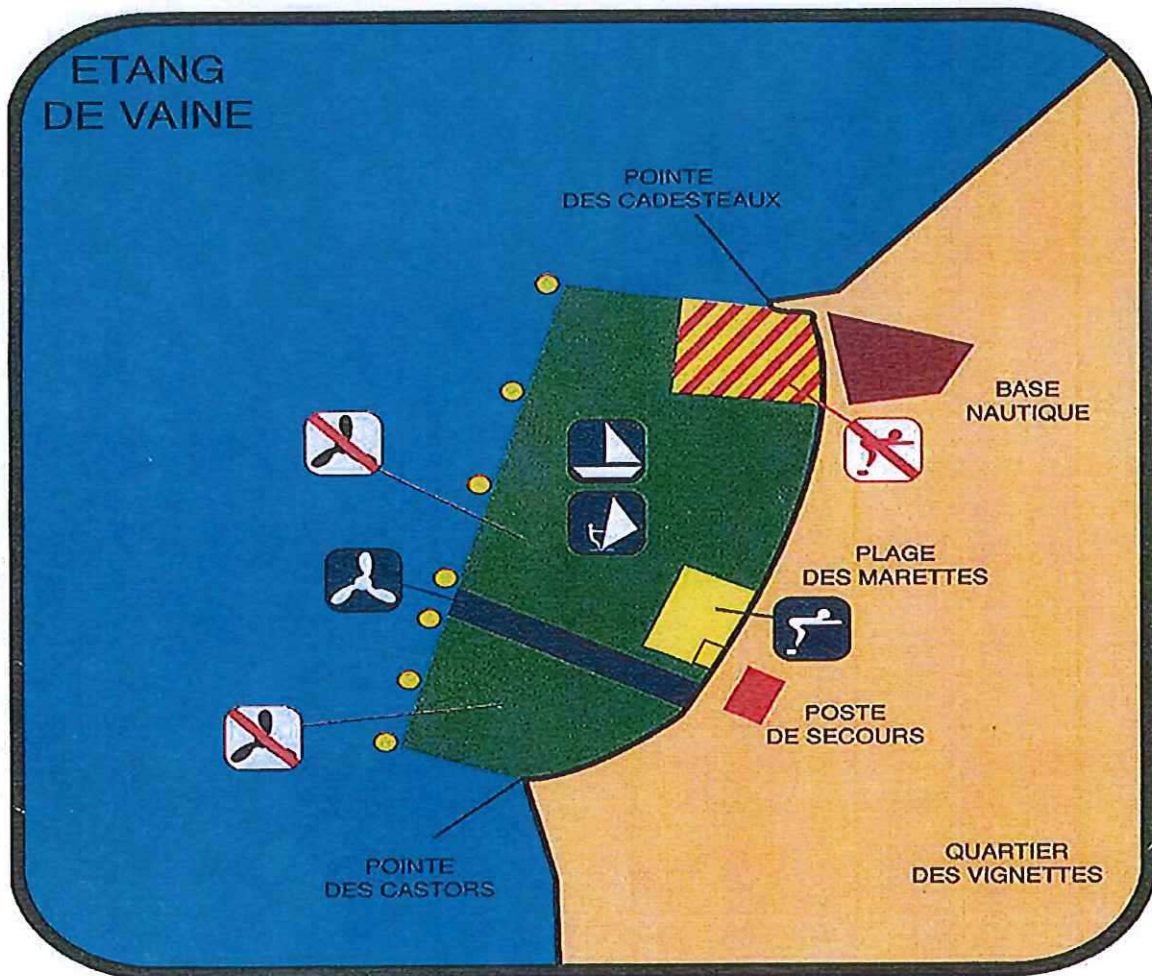 ETANG
DE VAINE
POINTE
DES CADESTEAUX
BASE
NAUTIQUE
PLAGE
DES MARETTES
POSTE
DE SECOURS
POINTE
DES CASTORS
QUARTIER
DES VIGNETTES